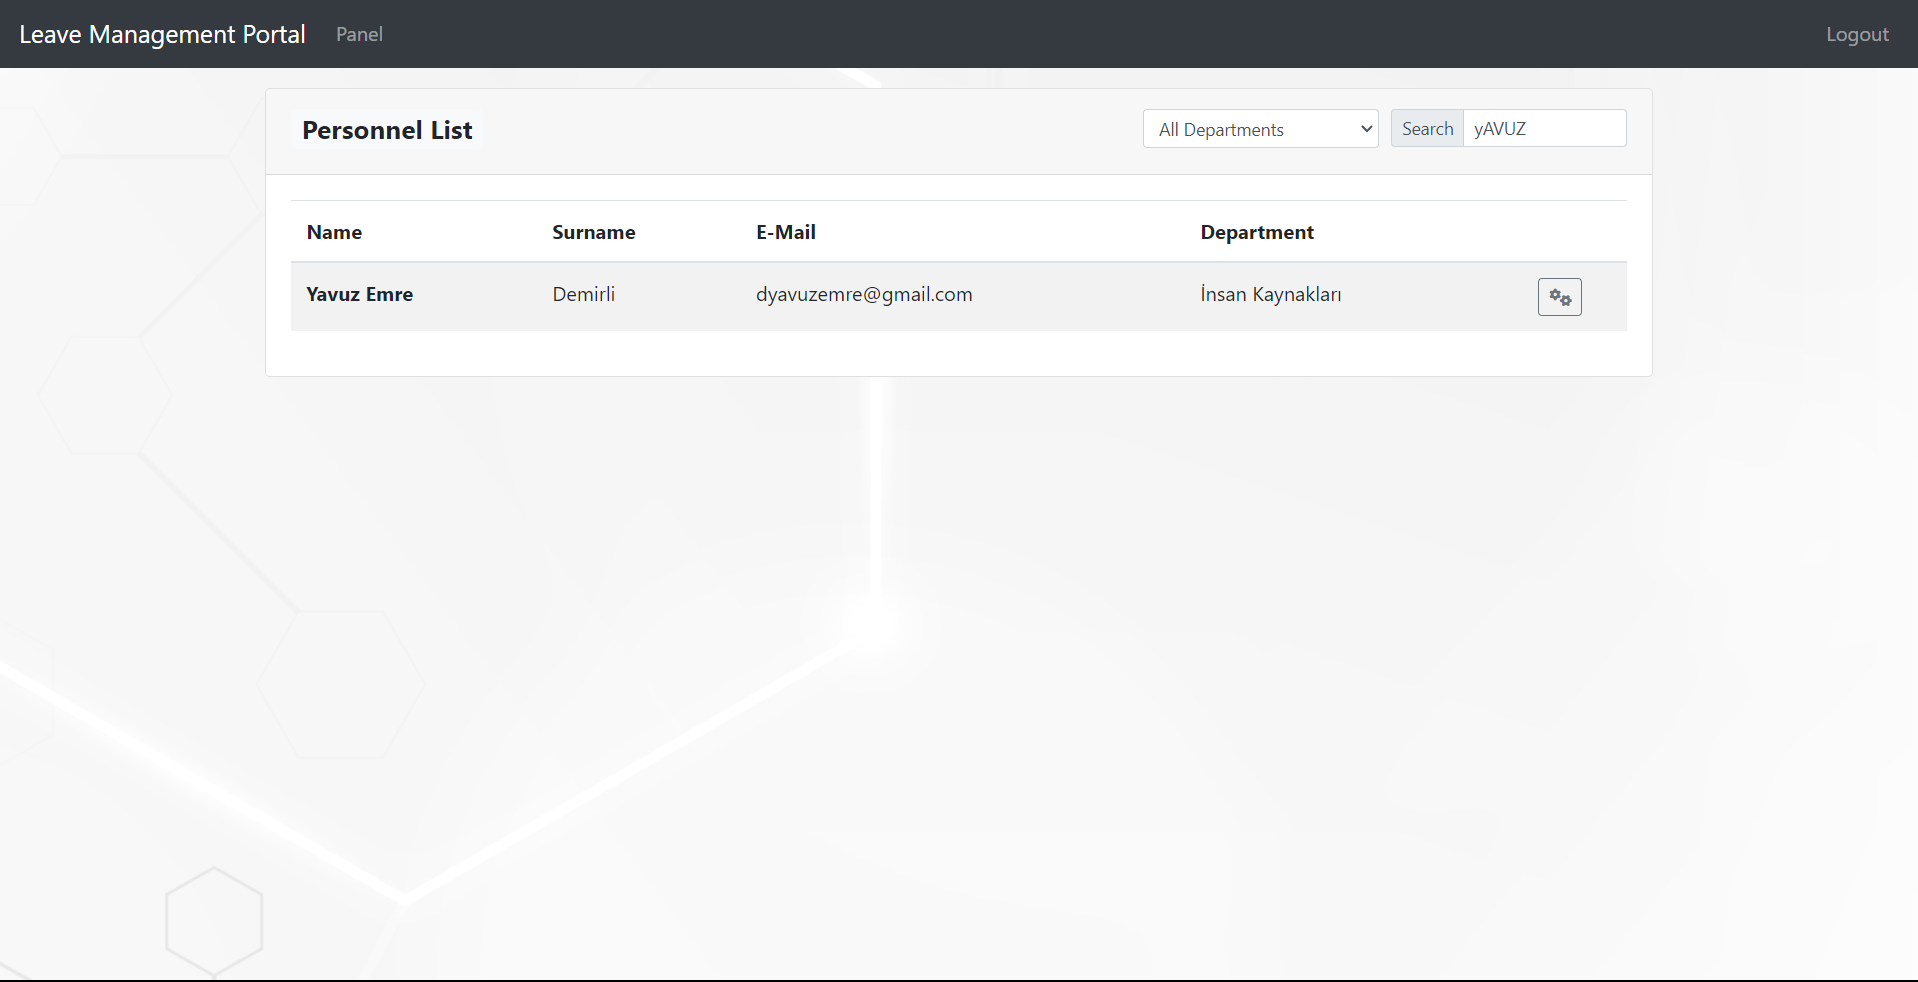 Leave Management Portal Panel Logout
Personnel List All Departments Search yAVUZ
Name Surname E-Mail Department
Yavuz Emre Demirli dyavuzemre@gmail.com İnsan Kaynakları